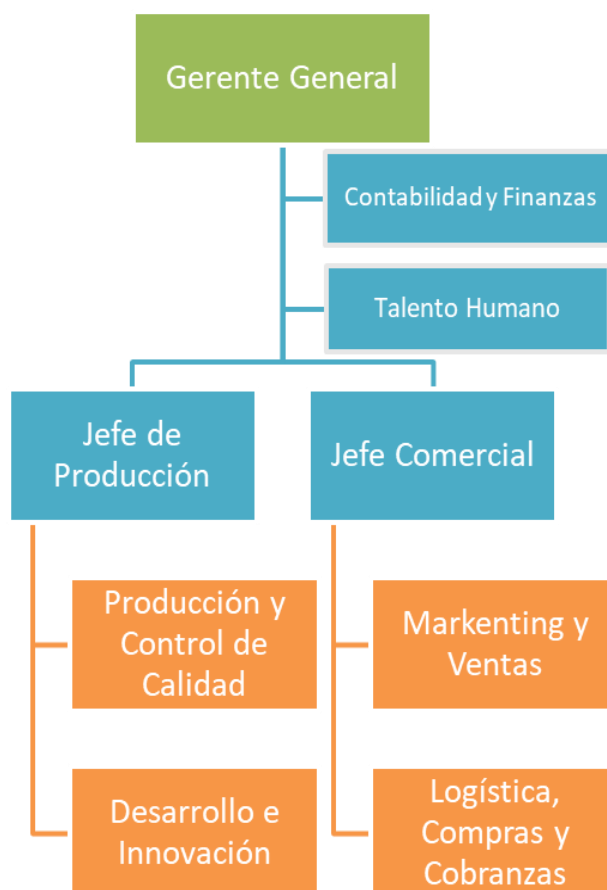 Gerente General
Contabilidad y Finanzas
Talento Humano
Jefe de
Producción
Jefe Comercial
Producción y
Control de
Calidad
Markenting y
Ventas
Desarrollo e
Innovación
Logística,
Compras y
Cobranzas